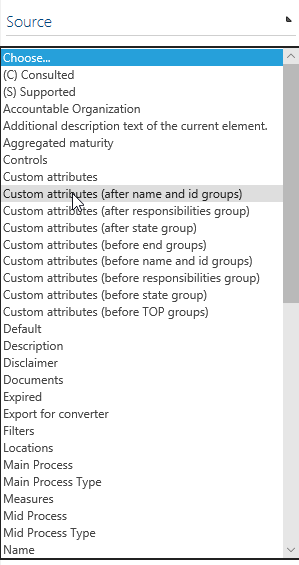 Source
Choose...
(C) Consulted
(S) Supported
Accountable Organization
Additional description text of the current element.
Aggregated maturity
Controls
Custom attributes
Custom attributes (after name and id groups)
Custom attributes (after responsibilities group)
Custom attributes (after state group)
Custom attributes (before end groups)
Custom attributes (before name and id groups)
Custom attributes (before responsibilities group)
Custom attributes (before state group)
Custom attributes (before TOP groups)
Default
Description
Disclaimer
Documents
Expired
Export for converter
Filters
Locations
Main Process
Main Process Type
Measures
Mid Process
Mid Process Type
Name